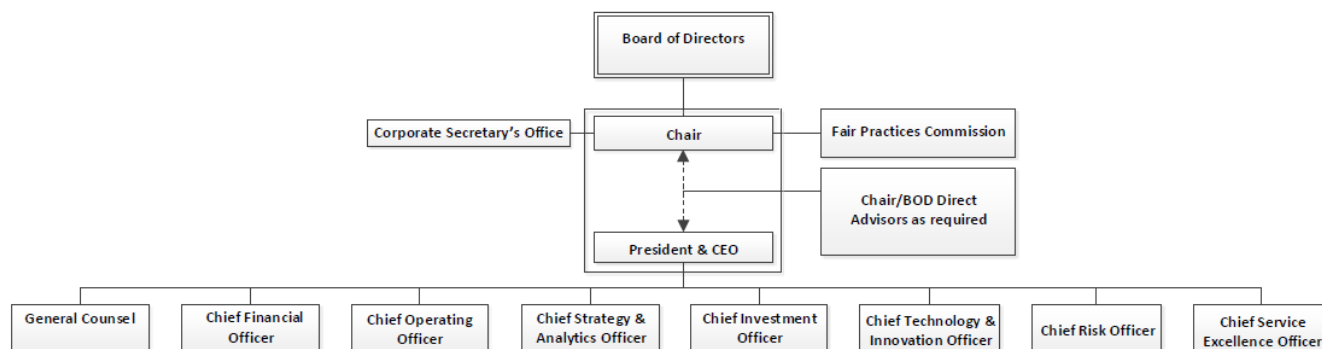 Board of Directors
Corporate Secretary's Office
Chair
Fair Practices Commission
Chair/BOD Direct
Advisors as required
President & CEO
General Counsel
Chief Financial
Officer
Chief Operating
Officer
Chief Strategy &
Analytics Officer
Chief Investment
Officer
Chief Technology &
Innovation Officer
Chief Risk Officer
Chief Service
Excellence Officer